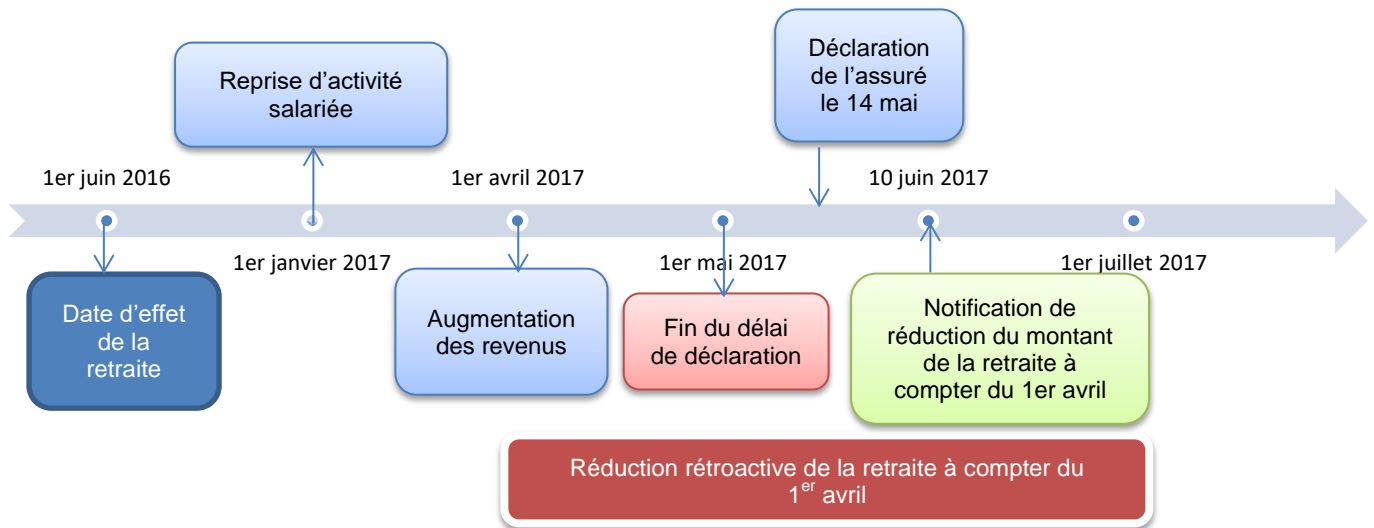 Déclaration
de l'assuré
le 14 mai
Reprise d'activité
salariée
1er juin 2016
1er avril 2017
10 juin 2017
1er janvier 2017
1er mai 2017
1er juillet 2017
Date d'effet
de la
retraite
Augmentation
des revenus
Fin du délai
de déclaration
Notification de
réduction du montant
de la retraite à
compter du 1er avril
Réduction rétroactive de la retraite à compter du
1er avril